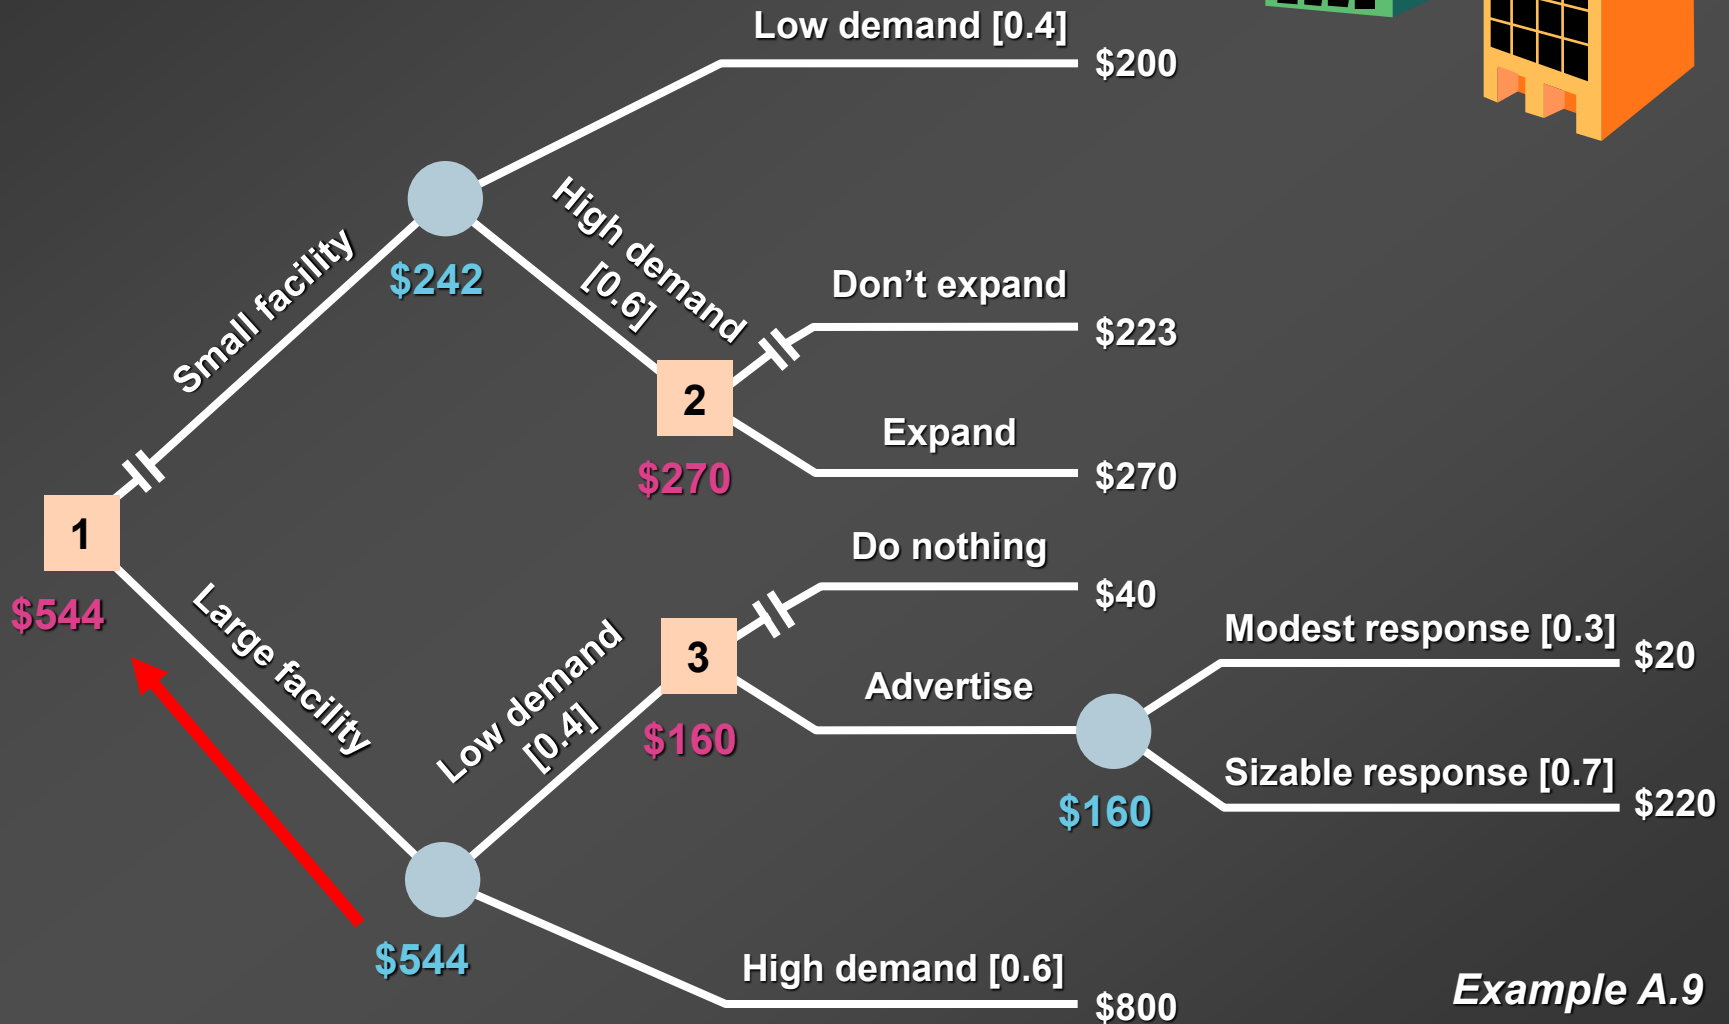 Low demand [0.4]
$200
High demand
[0.6]
Small facility
$242
Don’t expand
$223
2
Expand
$270
$270
1
$544
Do nothing
$40
Large facility
Low demand
[0.4]
3
$160
Advertise
Modest response [0.3]
$20
Sizable response [0.7]
$220
$160
$544
High demand [0.6]
$800
Example A.9